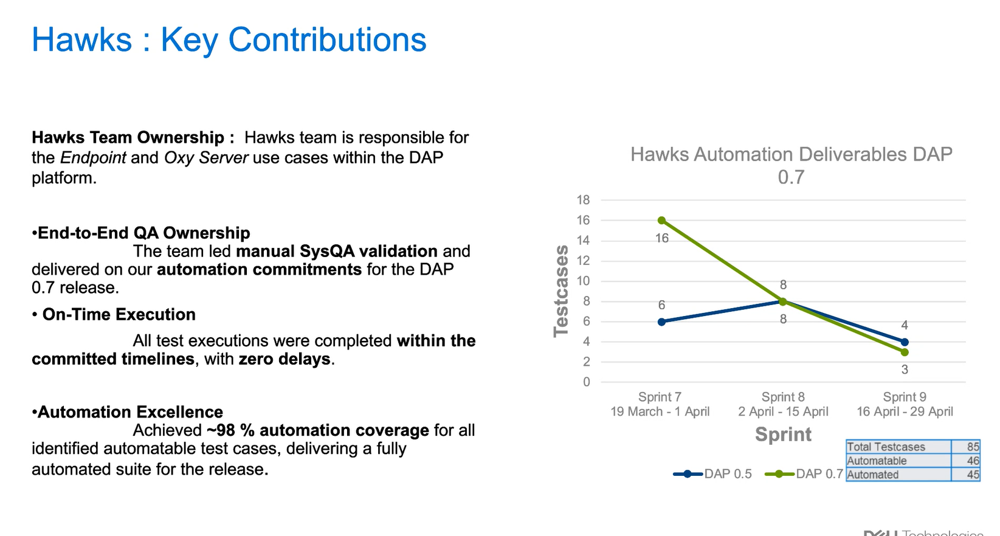 Hawks : Key Contributions
Hawks Team Ownership :  Hawks team is responsible for
the Endpoint and Oxy Server use cases within the DAP
platform.
•End-to-End QA Ownership
The team led manual SysQA validation and
delivered on our automation commitments for the DAP
0.7 release.
• On-Time Execution
All test executions were completed within the
committed timelines, with zero delays.
•Automation Excellence
Achieved ~98 % automation coverage for all
identified automatable test cases, delivering a fully
automated suite for the release.
Hawks Automation Deliverables DAP
0.7
Testcases
18
16
14
12
10
8
6
4
2
0
16
6
8
8
4
3
Sprint 7
19 March - 1 April
Sprint 8
2 April - 15 April
Sprint 9
16 April - 29 April
Sprint
DAP 0.5
DAP 0.7
Total Testcases 85
Automatable 46
Automated 45
DELL Technologies